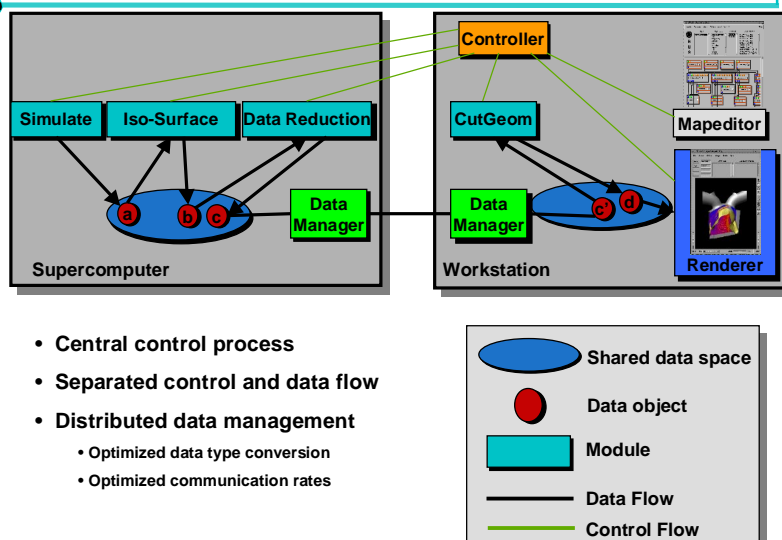 Controller
Simulate
Iso-Surface
Data Reduction
CutGeom
Mapeditor
a
b
c
Data
Manager
Data
Manager
c'
d
Supercomputer
Workstation
Renderer
• Central control process
• Separated control and data flow
• Distributed data management
• Optimized data type conversion
• Optimized communication rates
Shared data space
Data object
Module
Data Flow
Control Flow